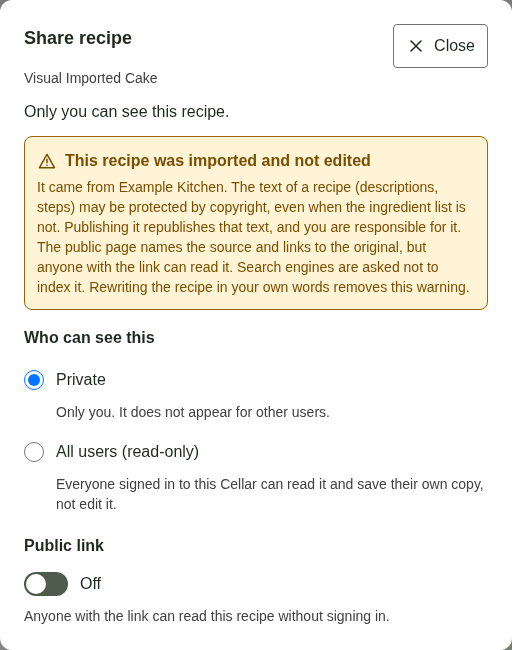 Share recipe
Close
Visual Imported Cake
Only you can see this recipe.
This recipe was imported and not edited
It came from Example Kitchen. The text of a recipe (descriptions,
steps) may be protected by copyright, even when the ingredient list is
not. Publishing it republishes that text, and you are responsible for it.
The public page names the source and links to the original, but
anyone with the link can read it. Search engines are asked not to
index it. Rewriting the recipe in your own words removes this warning.
Who can see this
Private
Only you. It does not appear for other users.
All users (read-only)
Everyone signed in to this Cellar can read it and save their own copy,
not edit it.
Public link
Off
Anyone with the link can read this recipe without signing in.